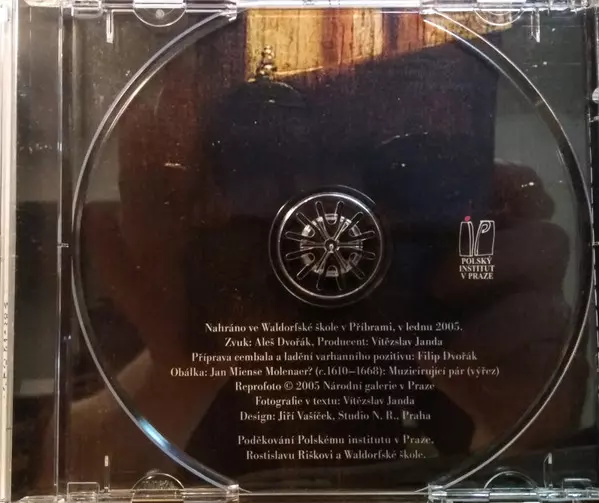 POLSKÝ
INSTITUT
V PRAZE
Nahráno ve Waldorfské škole v Příbrami, v lednu 2005.
Zvuk: Aleš Dvořák, Producent: Vítězslav Janda
Příprava cembala a ladění varhanního pozitivu: Filip Dvořák
Obálka: Jan Miense Molenaer? (c.1610–1668): Muzicírující pár (výřez)
Reprofoto © 2005 Národní galerie v Praze
Fotografie v textu: Vítězslav Janda
Design: Jiří Vašíček, Studio N. R., Praha
Poděkování Polskému institutu v Praze.
Rostislavu Riškovi a Waldorfské škole.